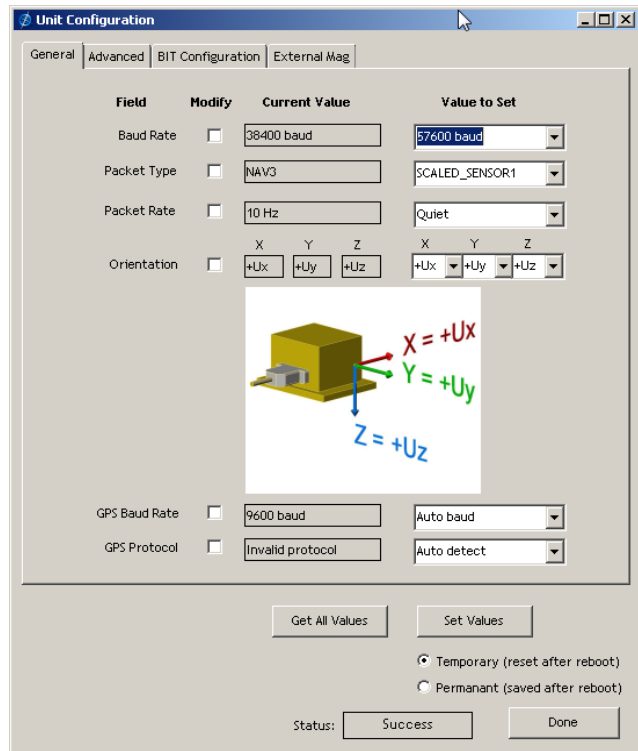 Unit Configuration
General Advanced BIT Configuration External Mag
Field Modify Current Value Value to Set
Baud Rate 38400 baud 57600 baud
Packet Type NAV3 SCALED_SENSOR1
Packet Rate 10 Hz Quiet
X Y Z X Y Z
Orientation +Ux +Uy +Uz +Ux +Uy +Uz
X = +Ux
Y = +Uy
Z = +Uz
GPS Baud Rate 9600 baud Auto baud
GPS Protocol Invalid protocol Auto detect
Get All Values Set Values
Temporary (reset after reboot)
Permanant (saved after reboot)
Status: Success Done